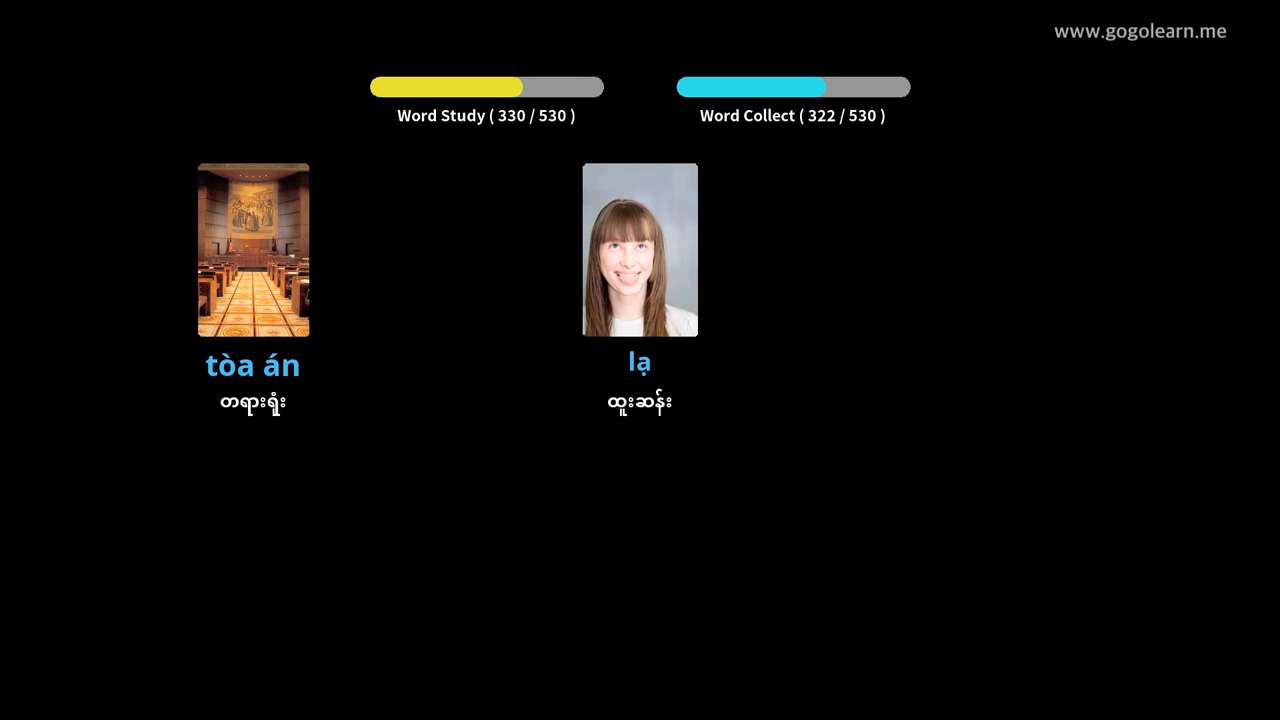 www.gogolearn.me
Word Study ( 330 / 530 )
Word Collect ( 322 / 530 )
tòa án
တရားရုံး
lạ
ထူးဆန်း